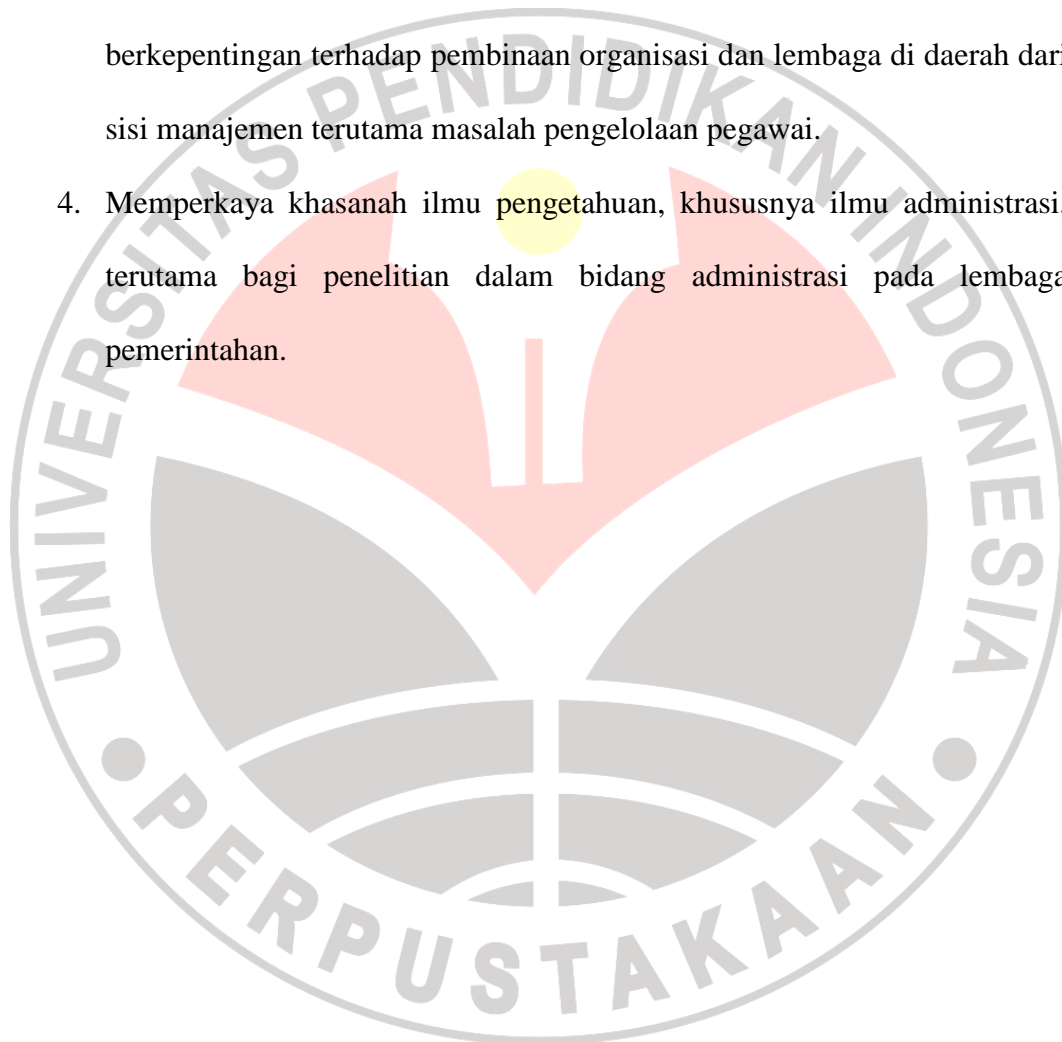 berkepentingan terhadap pembinaan organisasi dan lembaga di daerah dari
sisi manajemen terutama masalah pengelolaan pegawai.
4. Memperkaya khasanah ilmu pengetahuan, khususnya ilmu administrasi,
terutama bagi penelitian dalam bidang administrasi pada lembaga
pemerintahan.
UNIVERSITAS PENDIDIKAN INDONESIA
PERPUSTAKAAN